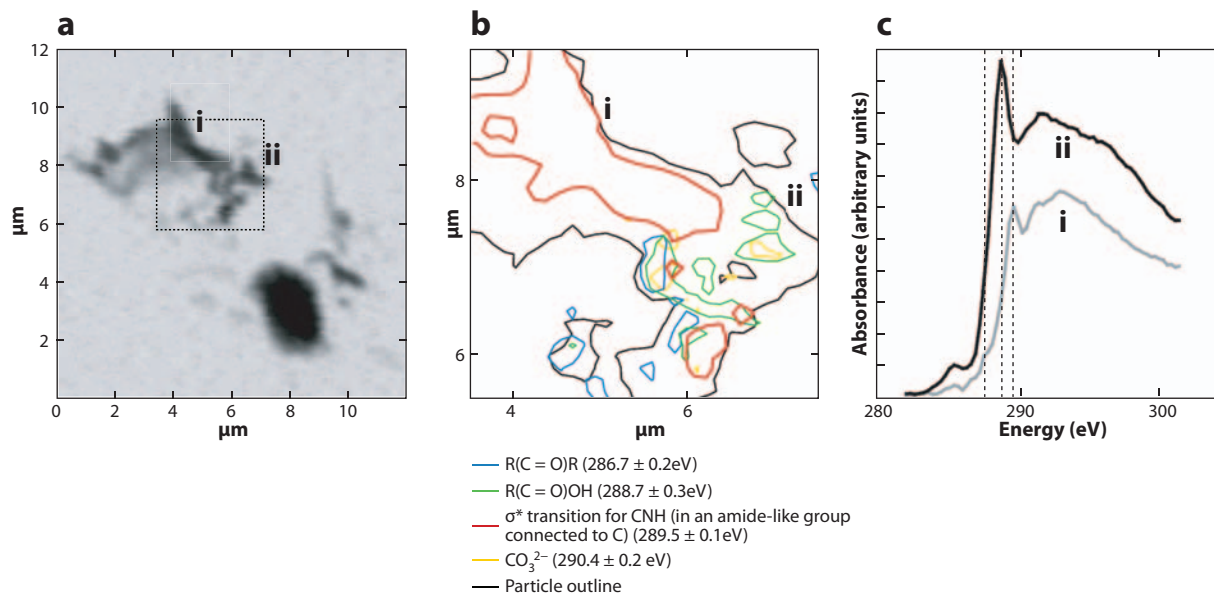 a
b
c
12
10
8
6
4
2
0
2
4
6
8
10
µm
µm
i
ii
8
6
4
6
µm
µm
i
ii
Absorbance (arbitrary units)
280
290
300
Energy (eV)
ii
i
R(C = O)R (286.7 ± 0.2eV)
R(C = O)OH (288.7 ± 0.3eV)
σ* transition for CNH (in an amide-like group
connected to C) (289.5 ± 0.1eV)
CO₃²⁻ (290.4 ± 0.2 eV)
Particle outline